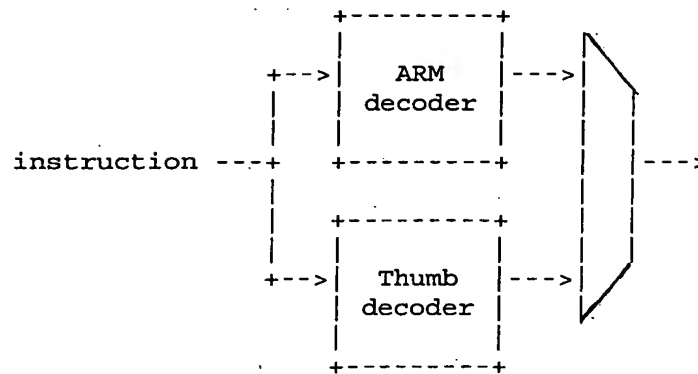 ARM
decoder
instruction
Thumb
decoder